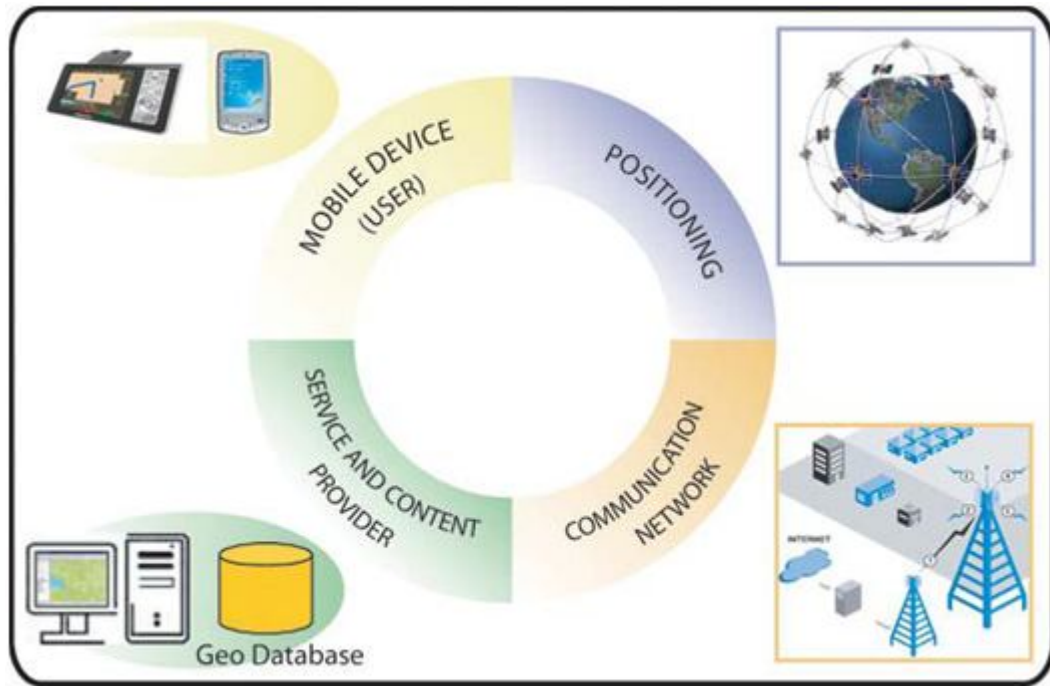 MOBILE DEVICE
(USER)
POSITIONING
SERVICE AND CONTENT
PROVIDER
COMMUNICATION
NETWORK
INTERNET
Geo Database